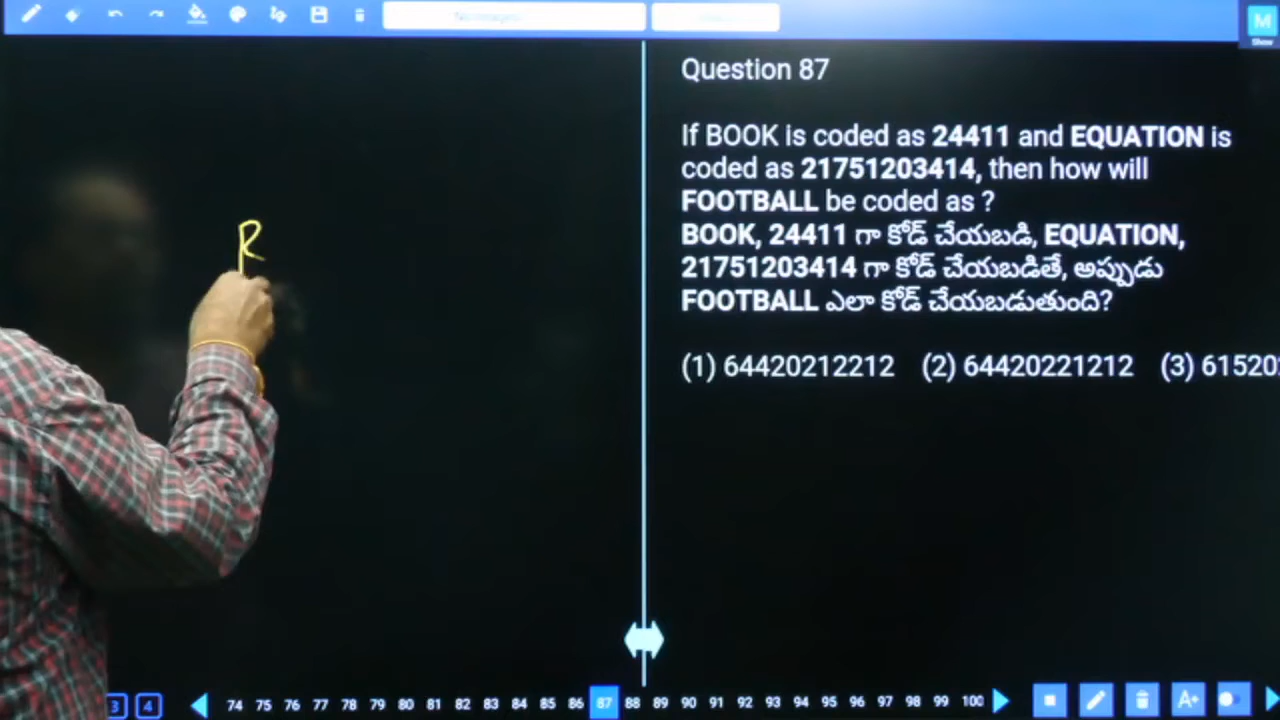 M
Show
Question 87
If BOOK is coded as 24411 and EQUATION is
coded as 21751203414, then how will
FOOTBALL be coded as ?
BOOK, 24411 గా కోడ్ చేయబడి, EQUATION,
21751203414 గా కోడ్ చేయబడితే, అప్పుడు
FOOTBALL ఎలా కోడ్ చేయబడుతుంది?
(1) 64420212212 (2) 64420221212 (3) 61520
R
3 4 74 75 76 77 78 79 80 81 82 83 84 85 86 87 88 89 90 91 92 93 94 95 96 97 98 99 100 A+